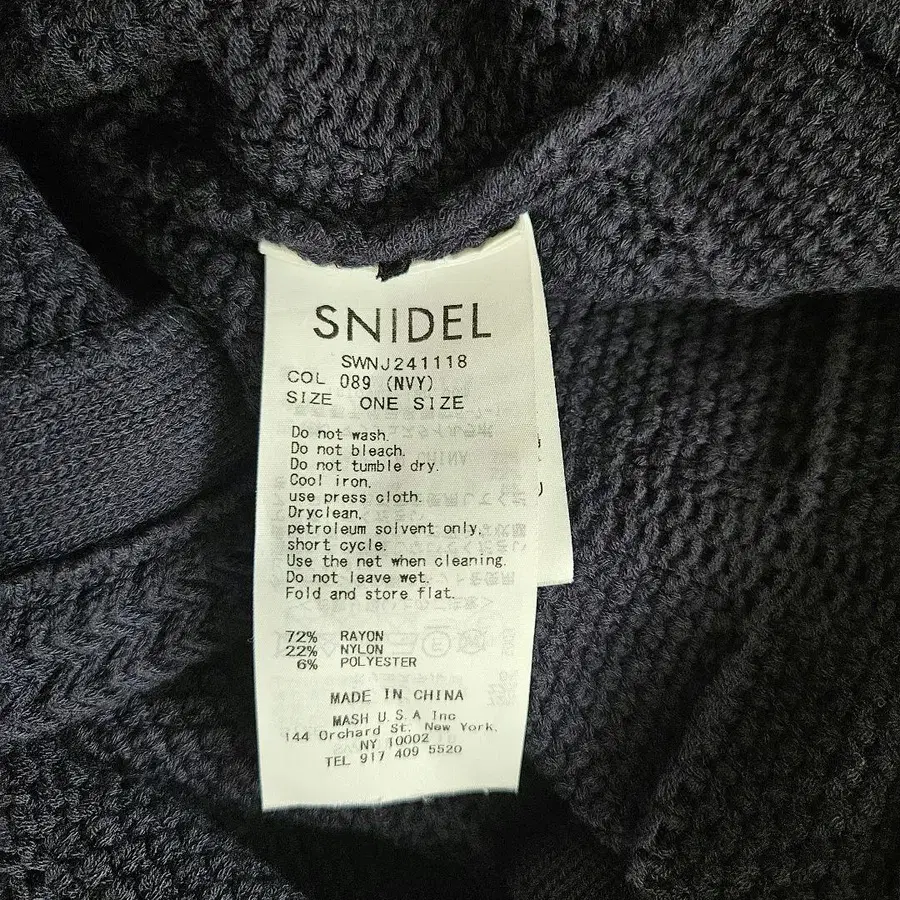 SNIDEL
SWNJ241118
COL 089 (NVY)
SIZE ONE SIZE
Do not wash.
Do not bleach.
Do not tumble dry.
Cool iron,
use press cloth.
Dryclean,
petroleum solvent only,
short cycle.
Use the net when cleaning.
Do not leave wet.
Fold and store flat.
72% RAYON
22% NYLON
6% POLYESTER
MADE IN CHINA
MASH U.S.A Inc
144 Orchard St. New York,
NY 10002
TEL 917 409 5520